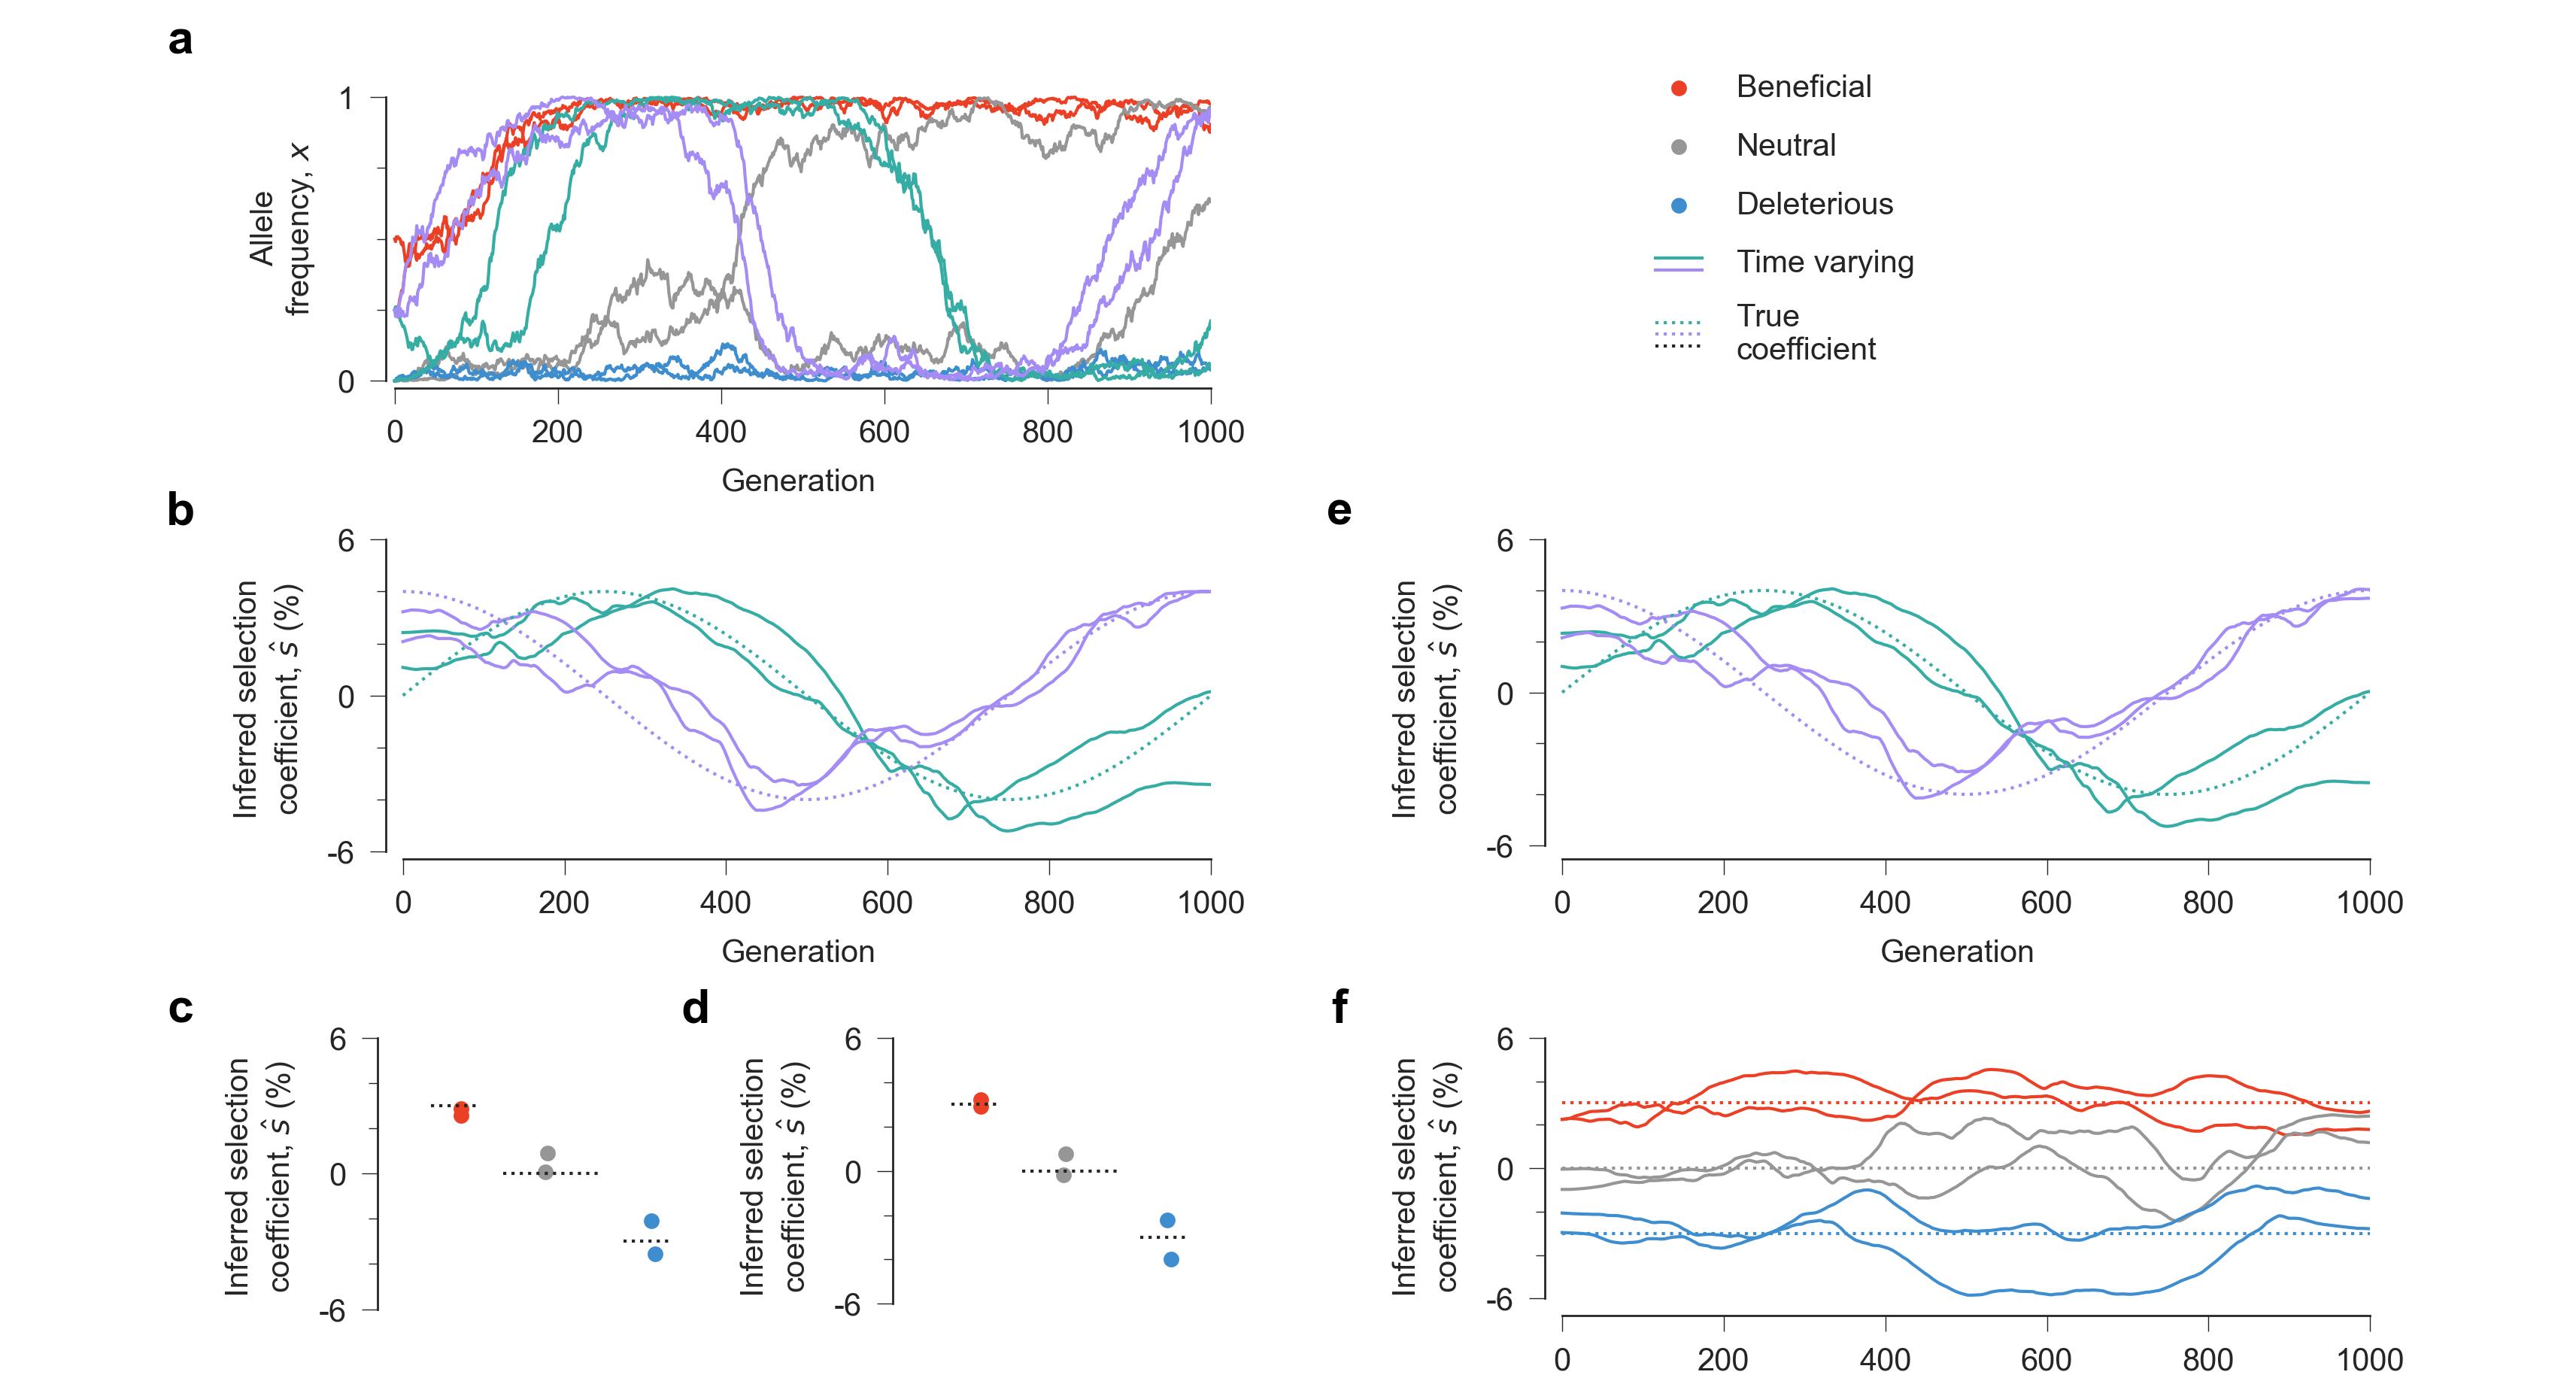 a
1
0
Allele
frequency, x
0 200 400 600 800 1000
Generation
Beneficial
Neutral
Deleterious
Time varying
True
coefficient
b
6
0
-6
Inferred selection
coefficient, ŝ (%)
0 200 400 600 800 1000
Generation
e
6
0
-6
Inferred selection
coefficient, ŝ (%)
0 200 400 600 800 1000
Generation
c
6
0
-6
Inferred selection
coefficient, ŝ (%)
d
6
0
-6
Inferred selection
coefficient, ŝ (%)
f
6
0
-6
Inferred selection
coefficient, ŝ (%)
0 200 400 600 800 1000